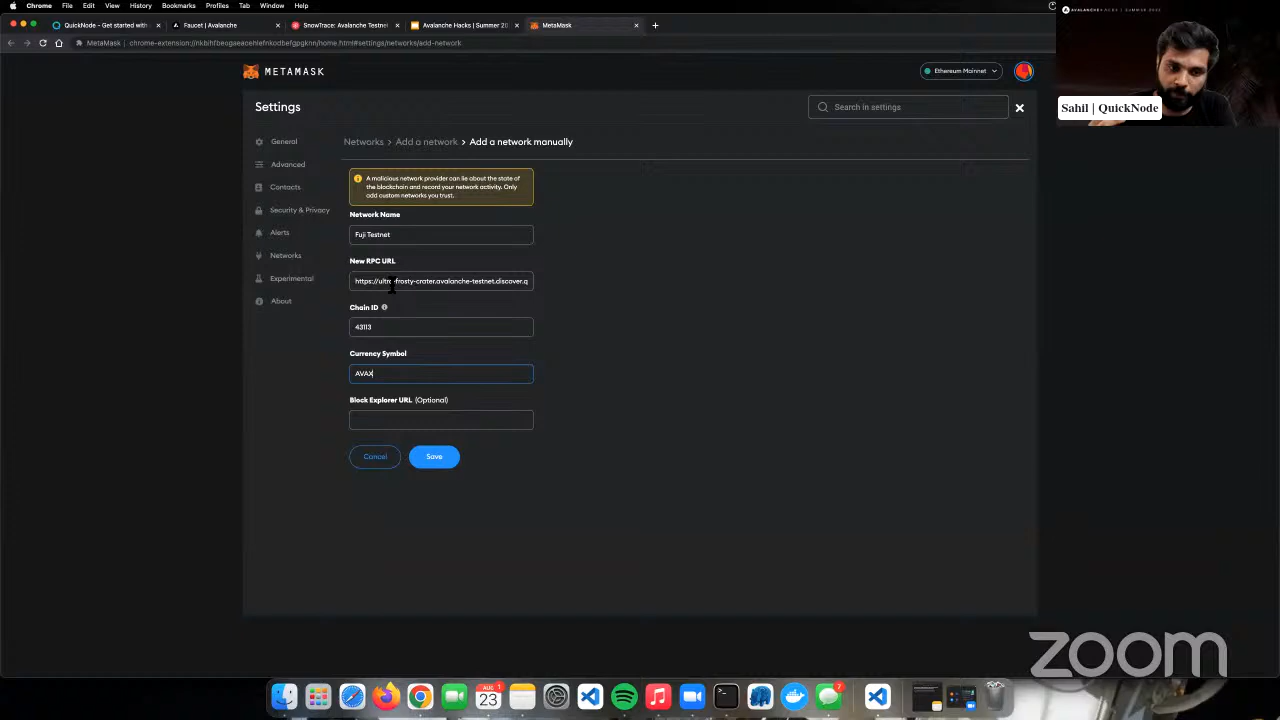 Chrome File Edit View History Bookmarks Profiles Tab Window Help
QuickNode - Get started with
Faucet | Avalanche
SnowTrace: Avalanche Testnet
Avalanche Hacks | Summer 20
MetaMask
MetaMask
METAMASK
Ethereum Mainnet
Settings
Search in settings
General
Advanced
Contacts
Security & Privacy
Alerts
Networks
Experimental
About
Networks > Add a network > Add a network manually
A malicious network provider can lie about the state of
the blockchain and record your network activity. Only
add custom networks you trust.
Network Name
Fuji Testnet
New RPC URL
Chain ID
43113
Currency Symbol
AVAX
Block Explorer URL (Optional)
Cancel
Save
Sahil | QuickNode
zoom
AUG
23
7